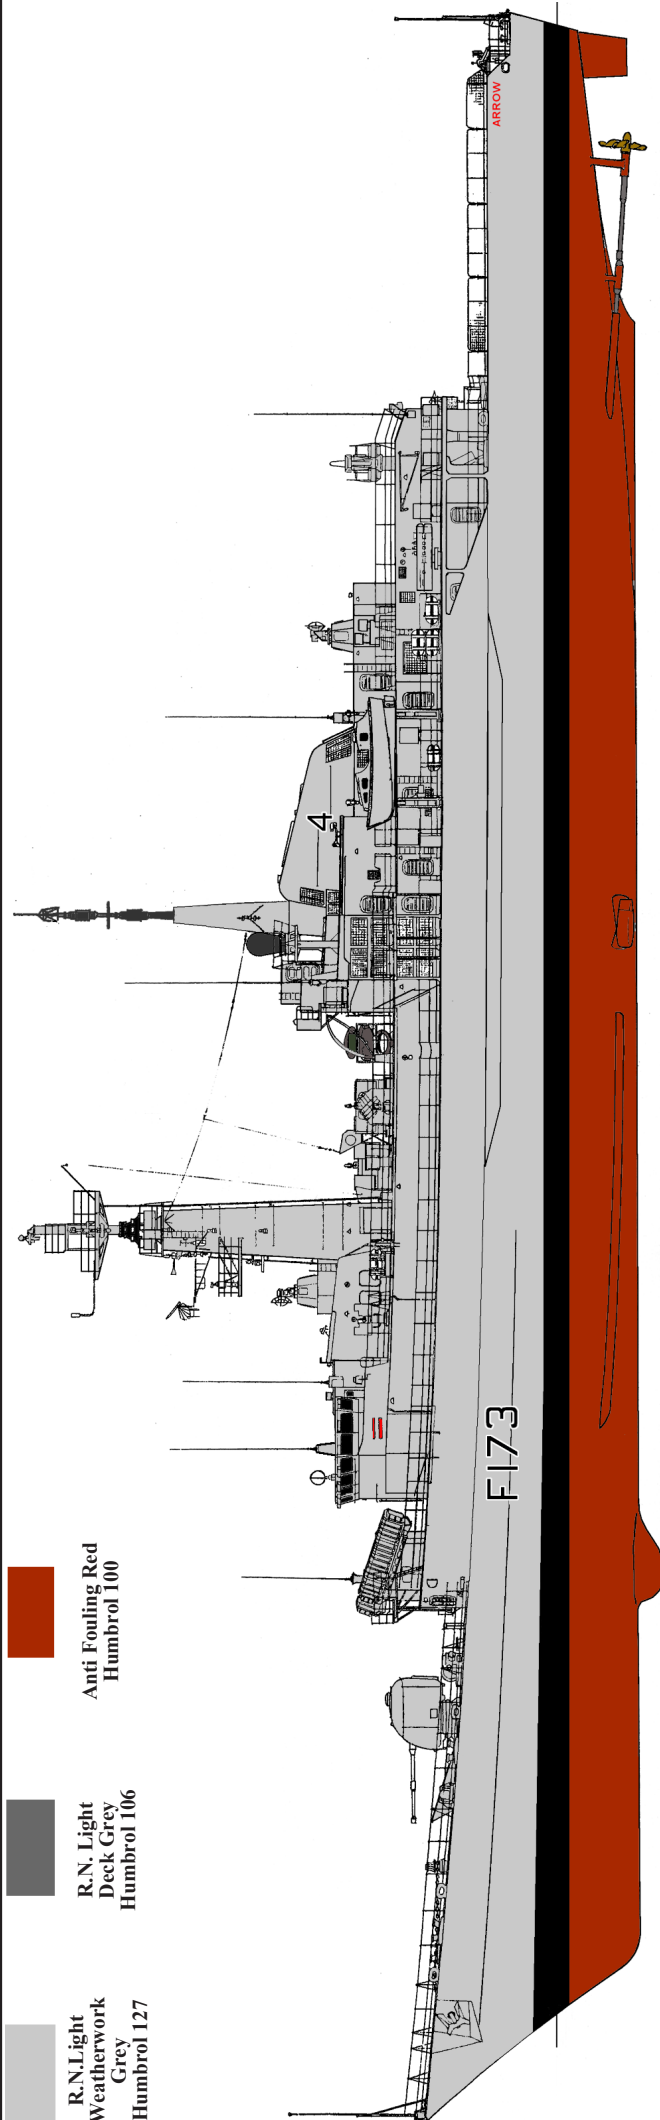 R.N.Light
Weatherwork
Grey
Humbrol 127
R.N. Light
Deck Grey
Humbrol 106
Anti Fouling Red
Humbrol 100
F173
4
ARROW